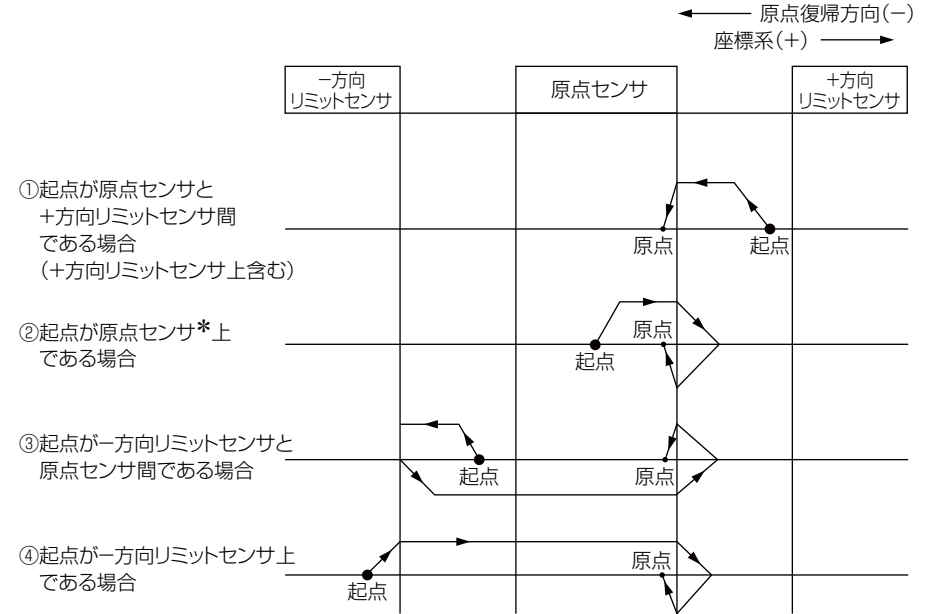 原点復帰方向(−)
座標系(+)
−方向
リミットセンサ
原点センサ
+方向
リミットセンサ
①起点が原点センサと
+方向リミットセンサ間
である場合
(+方向リミットセンサ上含む)
原点
起点
②起点が原点センサ*上
である場合
原点
起点
③起点が−方向リミットセンサと
原点センサ間である場合
起点
原点
④起点が−方向リミットセンサ上
である場合
起点
原点